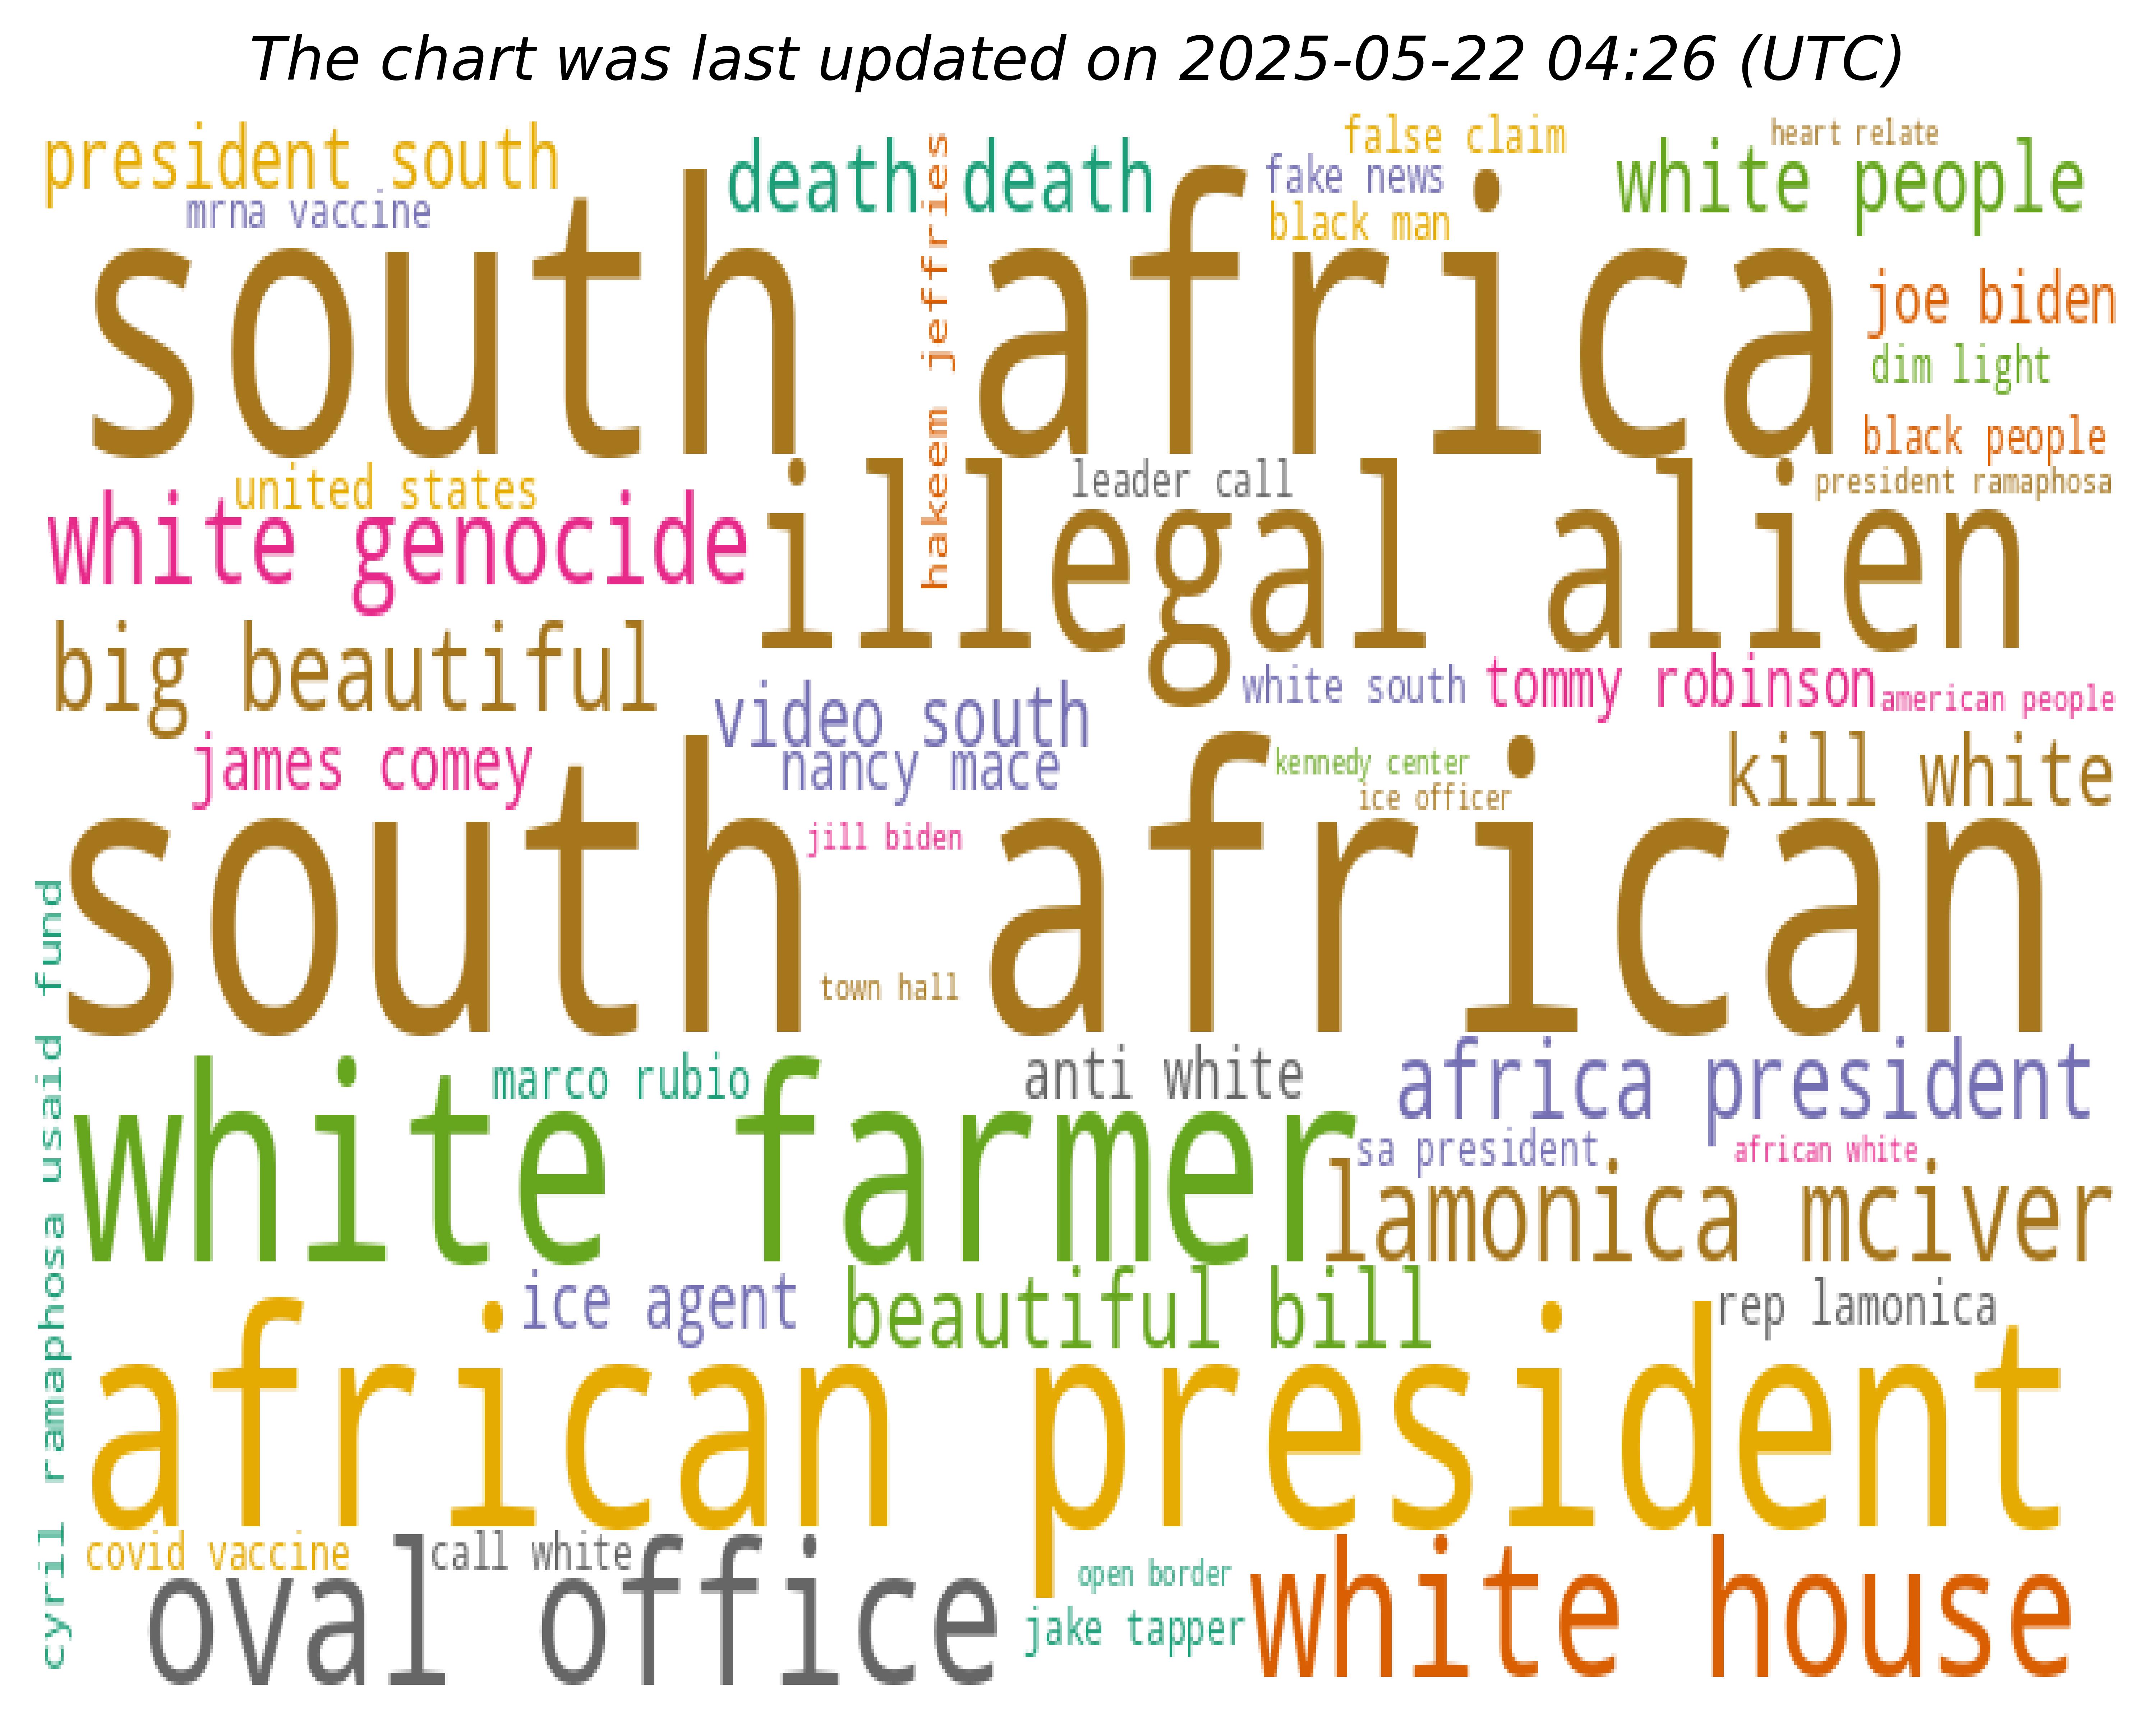 The chart was last updated on 2025-05-22 04:26 (UTC)
president south
death death
false claim
heart relate
fake news
white people
mrna vaccine
black man
south africa
hakeem jeffries
joe biden
dim light
black people
united states
leader call
president ramaphosa
white genocide
illegal alien
big beautiful
white south
tommy robinson
american people
video south
james comey
nancy mace
kennedy center
kill white
ice officer
jill biden
south african
town hall
marco rubio
anti white
africa president
white farmer
sa president
african white
lamonica mciver
ice agent
beautiful bill
rep lamonica
african president
covid vaccine
call white
open border
oval office
jake tapper
white house
cyril ramaphosa usaid fund